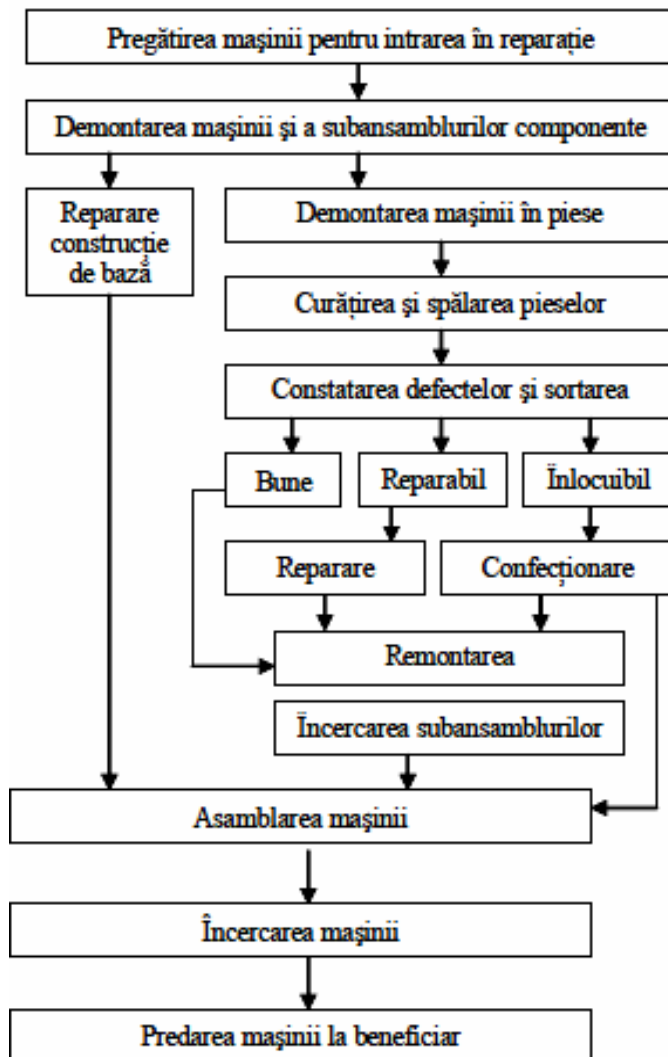 Pregătirea maşinii pentru intrarea în reparaţie
Demontarea maşinii şi a subansamblurilor componente
Reparare
construcţie
de bază
Demontarea maşinii în piese
Curăţirea şi spălarea pieselor
Constatarea defectelor şi sortarea
Bune
Reparabil
Înlocuibil
Reparare
Confecţionare
Remontarea
Încercarea subansamblurilor
Asamblarea maşinii
Încercarea maşinii
Predarea maşinii la beneficiar